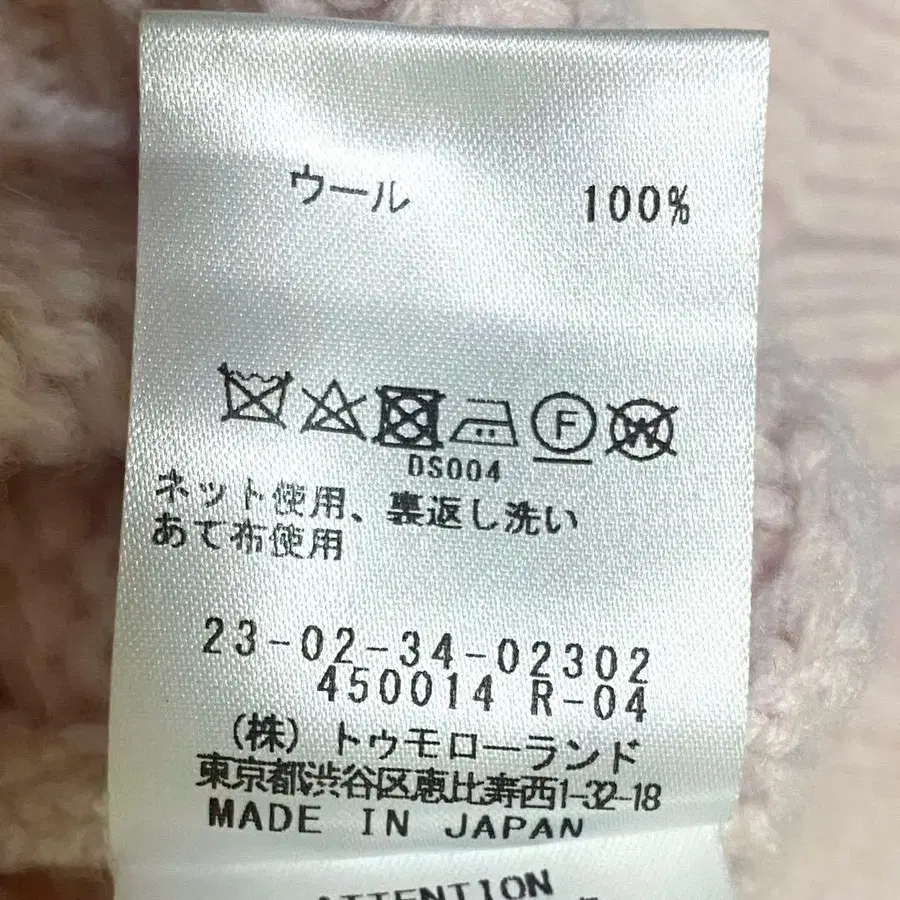 ウール 100%
F W
DS004
ネット使用、裏返し洗い
あて布使用
23-02-34-02302
450014 R-04
(株) トゥモローランド
東京都渋谷区恵比寿西1-32-18
MADE IN JAPAN
ATTENTION